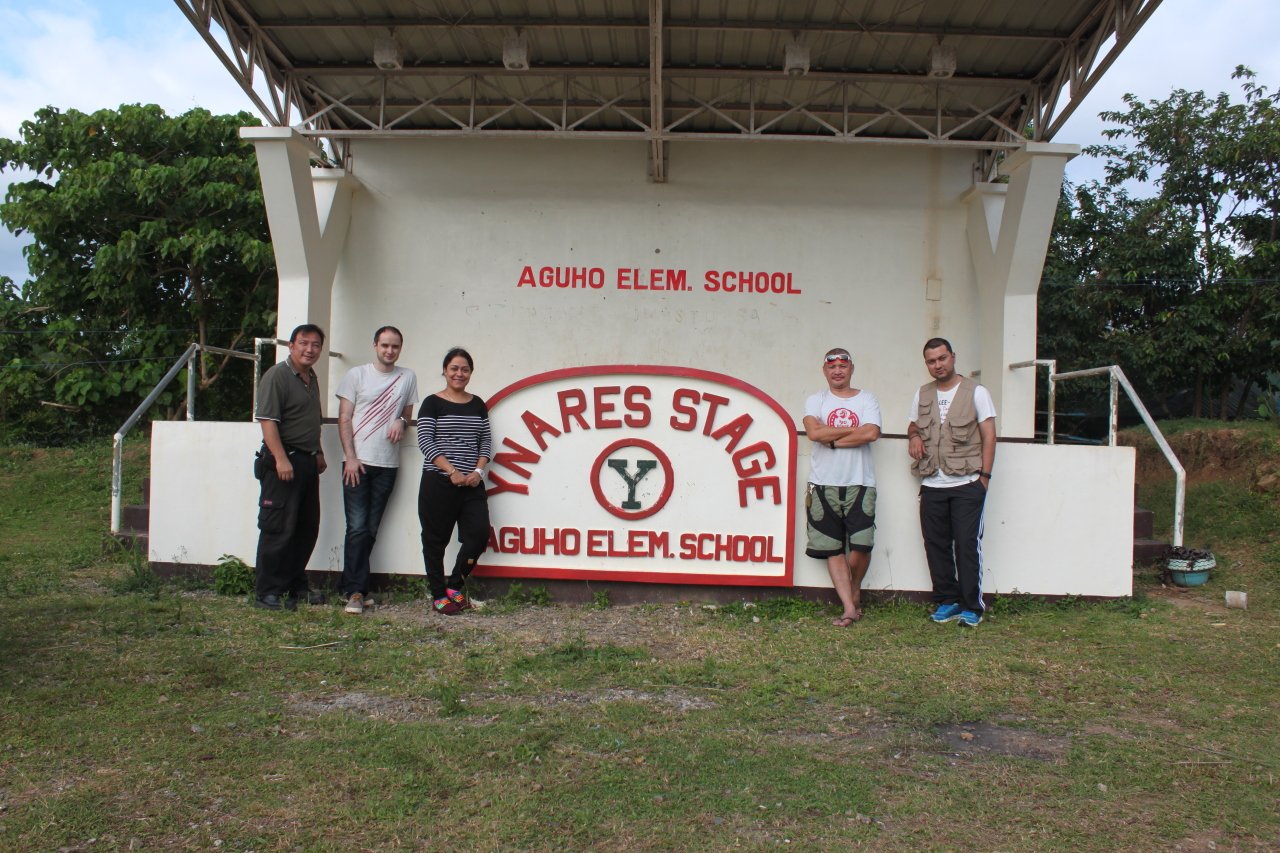 AGUHO ELEM. SCHOOL
YNARES STAGE
Y
AGUHO ELEM. SCHOOL